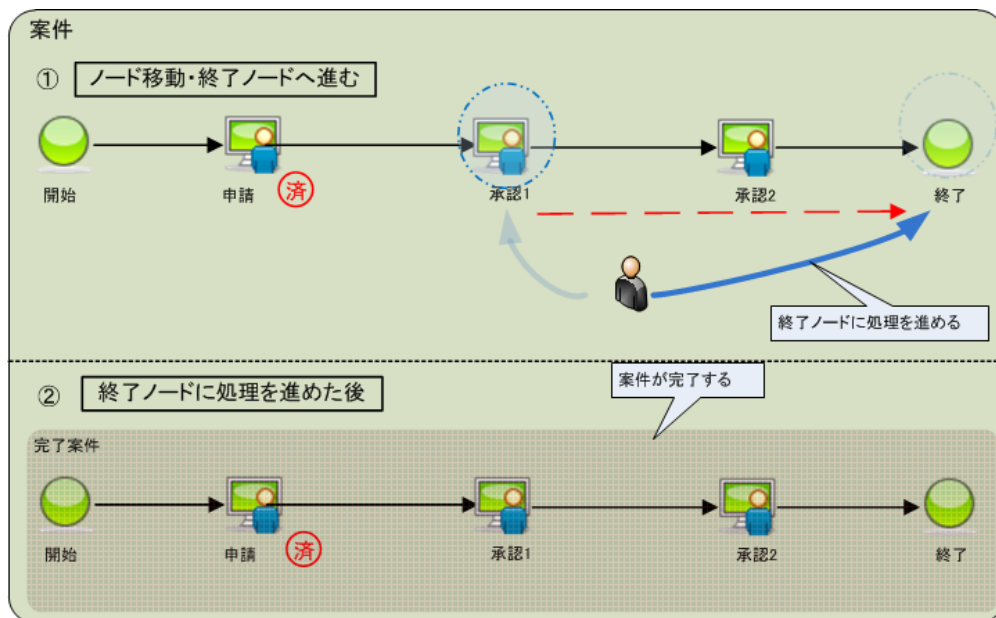 案件
① ノード移動・終了ノードへ進む
開始
申請
済
承認1
承認2
終了
終了ノードに処理を進める
案件が完了する
② 終了ノードに処理を進めた後
完了案件
開始
申請
済
承認1
承認2
終了